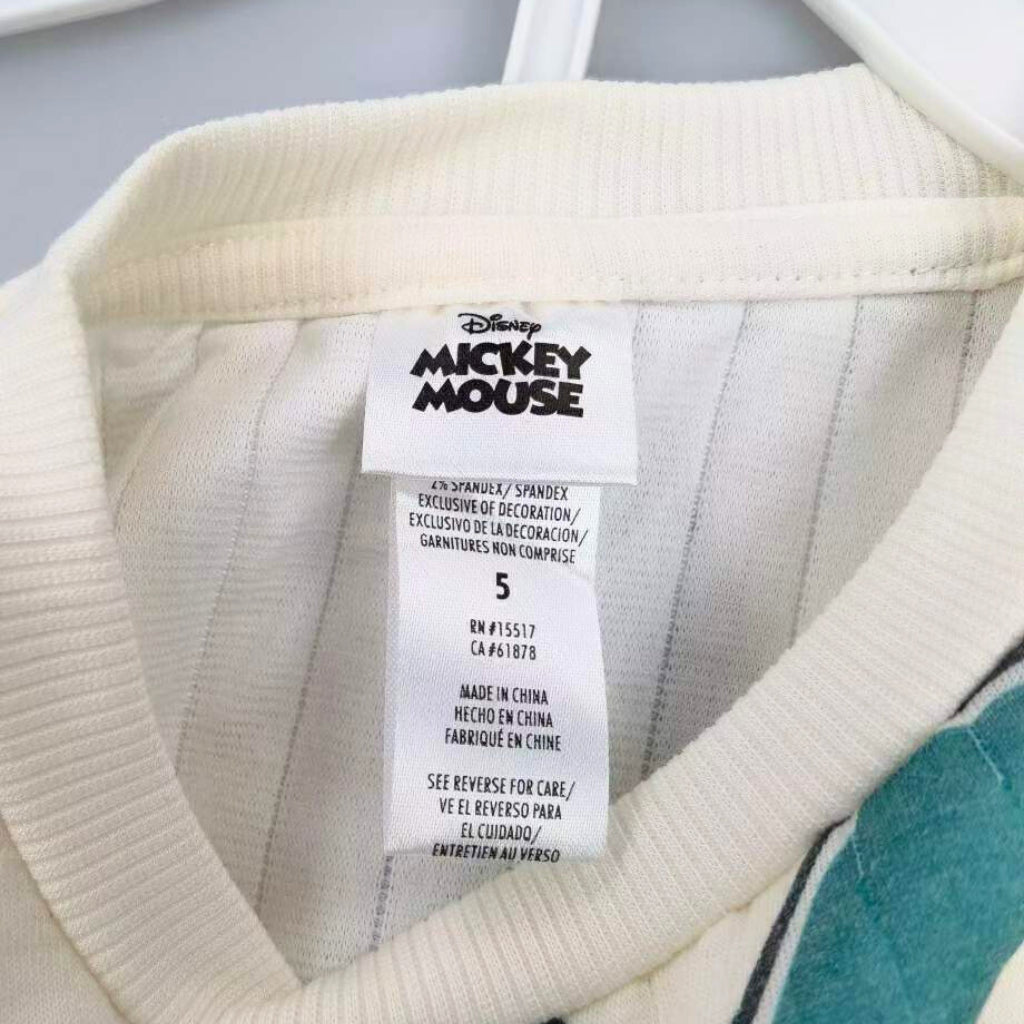 Disney
MICKEY
MOUSE
2% SPANDEX/ SPANDEX
EXCLUSIVE OF DECORATION/
EXCLUSIVO DE LA DECORACION/
GARNITURES NON COMPRISE
5
RN #15517
CA #61878
MADE IN CHINA
HECHO EN CHINA
FABRIQUÉ EN CHINE
SEE REVERSE FOR CARE/
VE EL REVERSO PARA
EL CUIDADO/
ENTRETIEN AU VERSO